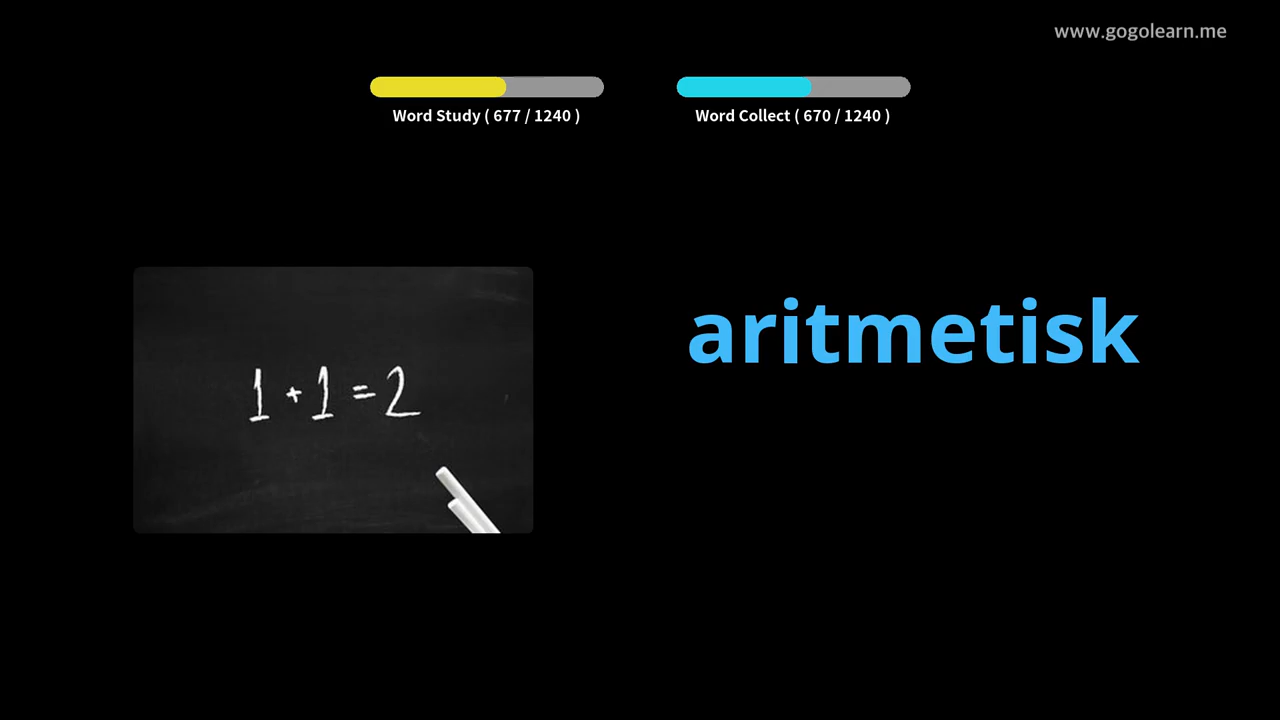 www.gogolearn.me
Word Study ( 677 / 1240 )
Word Collect ( 670 / 1240 )
aritmetisk
1 + 1 = 2